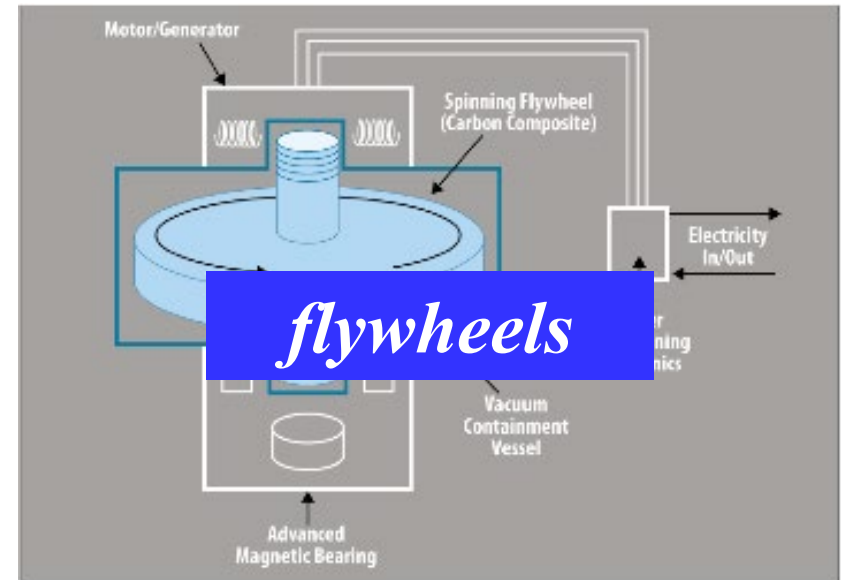 Motor/Generator
Spinning Flywheel
(Carbon Composite)
Electricity
In/Out
flywheels
Vacuum
Containment
Vessel
Advanced
Magnetic Bearing